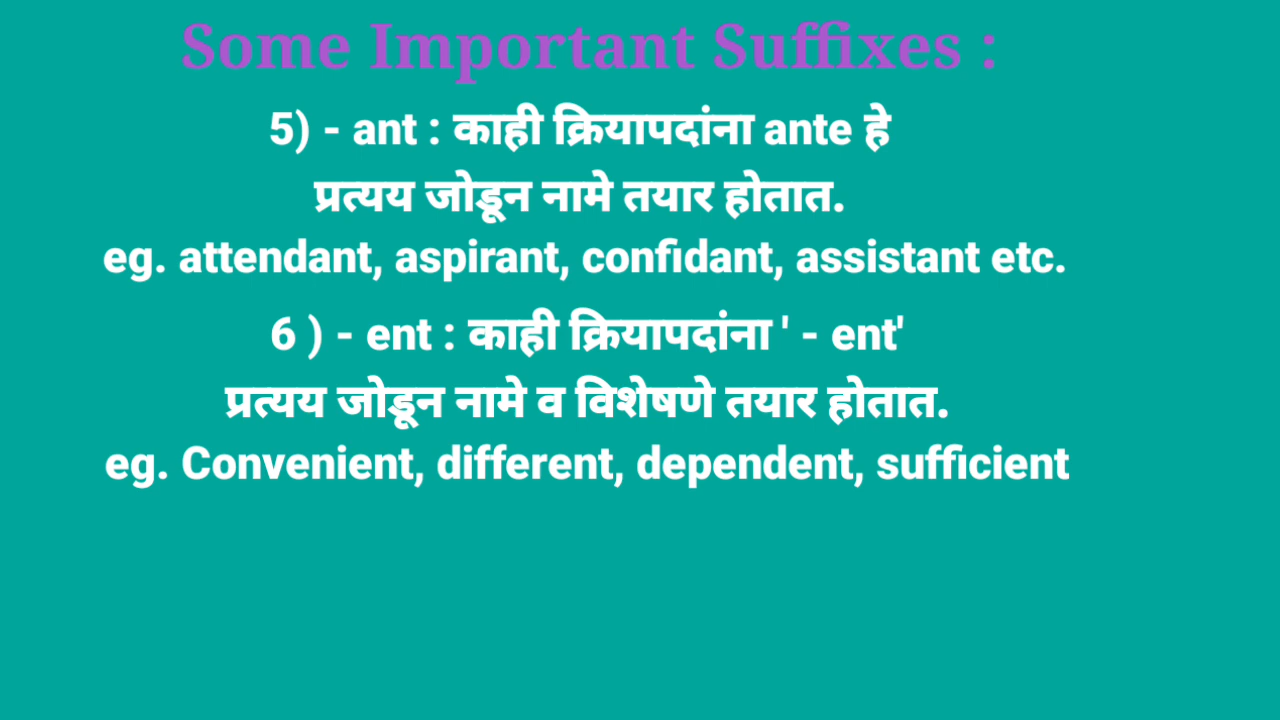 Some Important Suffixes :
5) - ant : काही क्रियापदांना ante हे
प्रत्यय जोडून नामे तयार होतात.
eg. attendant, aspirant, confidant, assistant etc.
6 ) - ent : काही क्रियापदांना ' - ent'
प्रत्यय जोडून नामे व विशेषणे तयार होतात.
eg. Convenient, different, dependent, sufficient